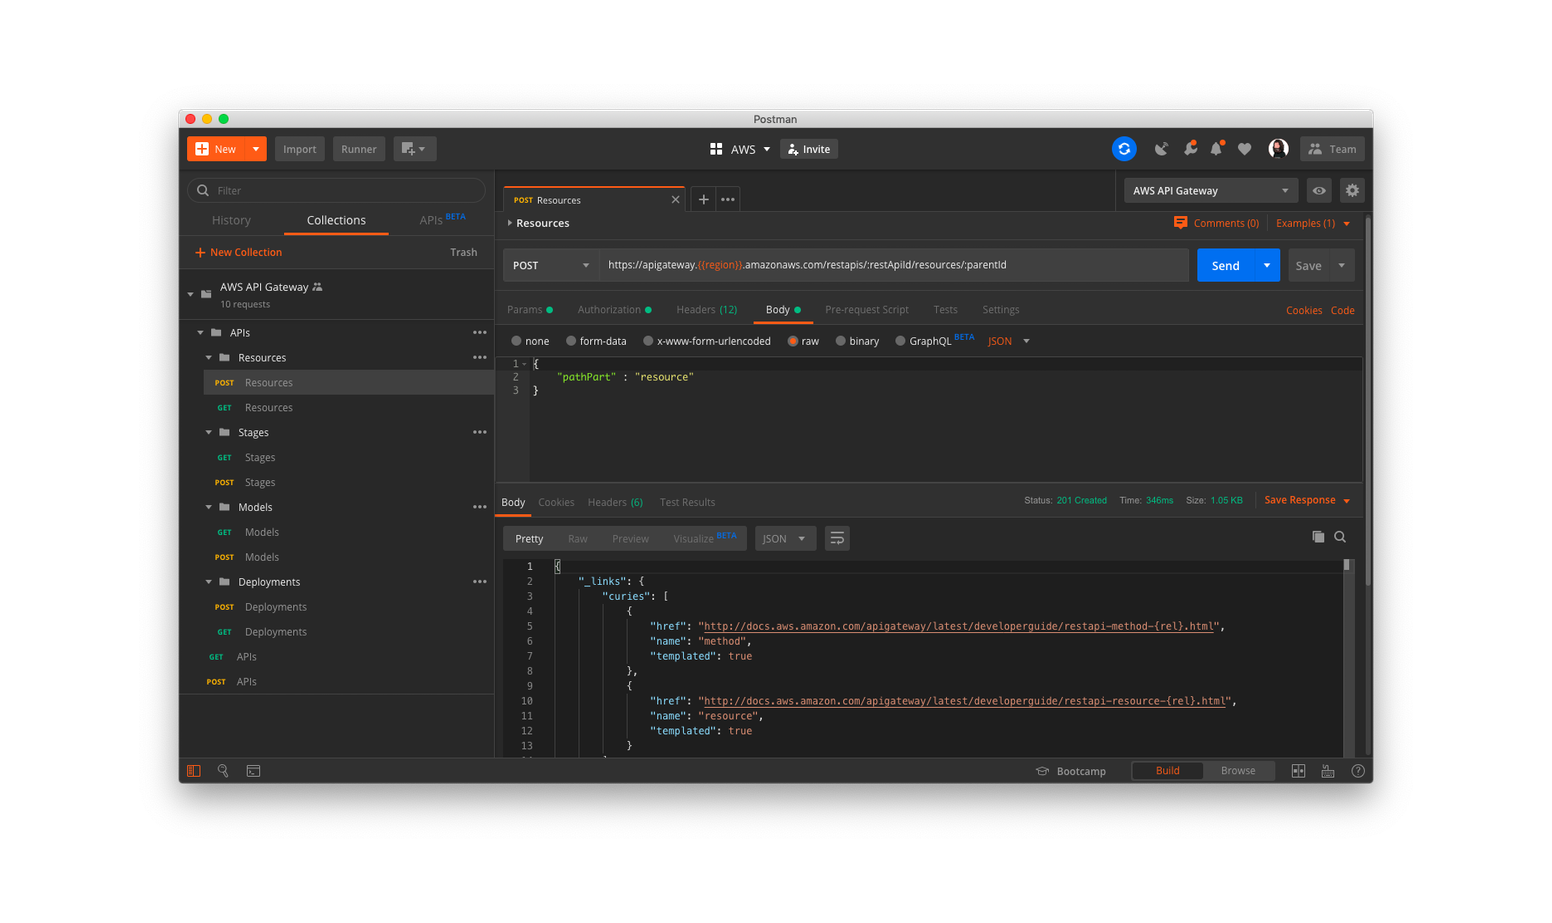 Postman
New
Import
Runner
AWS
Invite
Team
Filter
History
Collections
APIs BETA
New Collection
Trash
AWS API Gateway
10 requests
APIs
Resources
POST Resources
GET Resources
Stages
GET Stages
POST Stages
Models
GET Models
POST Models
Deployments
POST Deployments
GET Deployments
GET APIs
POST APIs
POST Resources
AWS API Gateway
Resources
Comments (0)
Examples (1)
POST
https://apigateway.{{region}}.amazonaws.com/restapis/:restApiId/resources/:parentId
Send
Save
Params
Authorization
Headers (12)
Body
Pre-request Script
Tests
Settings
Cookies
Code
none
form-data
x-www-form-urlencoded
raw
binary
GraphQL BETA
JSON
1 {
2 "pathPart" : "resource"
3 }
Body
Cookies
Headers (6)
Test Results
Status: 201 Created
Time: 346ms
Size: 1.05 KB
Save Response
Pretty
Raw
Preview
Visualize BETA
JSON
1 {
2 "_links": {
3 "curies": [
4 {
5 "href": "http://docs.aws.amazon.com/apigateway/latest/developerguide/restapi-method-{rel}.html",
6 "name": "method",
7 "templated": true
8 },
9 {
10 "href": "http://docs.aws.amazon.com/apigateway/latest/developerguide/restapi-resource-{rel}.html",
11 "name": "resource",
12 "templated": true
13 }
Bootcamp
Build
Browse